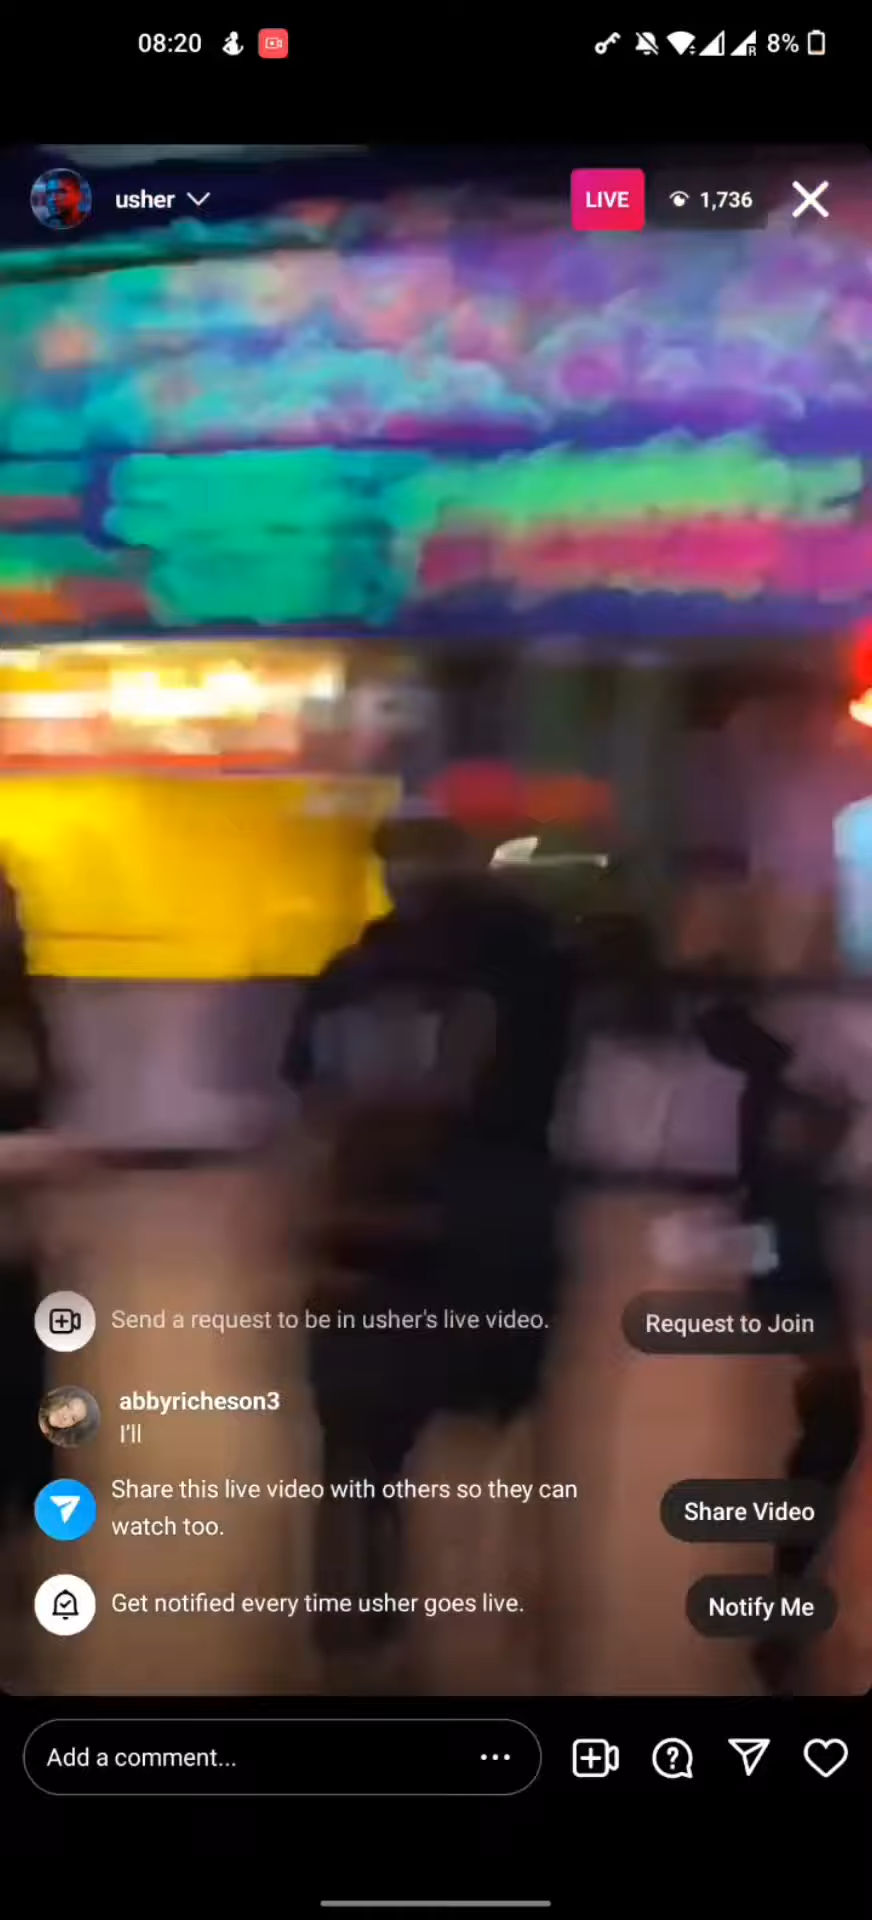 08:20
R 8%
usher
LIVE 1,736
Send a request to be in usher's live video.
Request to Join
abbyricheson3
I'll
Share this live video with others so they can
watch too.
Share Video
Get notified every time usher goes live.
Notify Me
Add a comment...